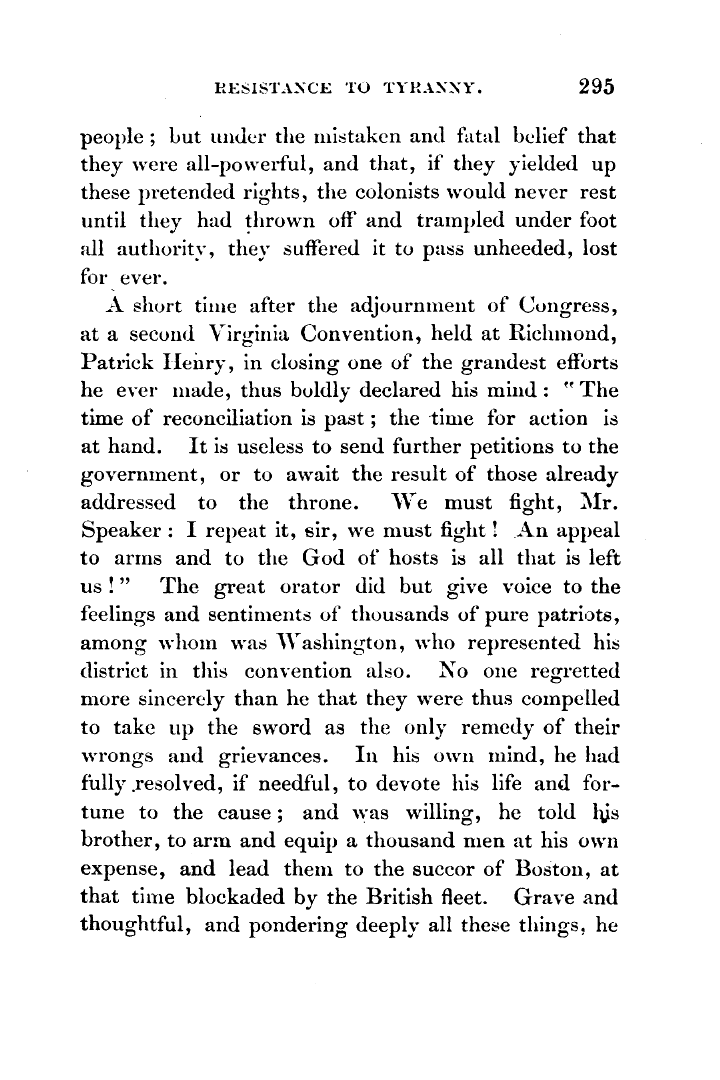 RESISTANCE TO TYRANNY. 295
people ; but under the mistaken and fatal belief that
they were all-powerful, and that, if they yielded up
these pretended rights, the colonists would never rest
until they had thrown off and trampled under foot
all authority, they suffered it to pass unheeded, lost
for ever.
A short time after the adjournment of Congress,
at a second Virginia Convention, held at Richmond,
Patrick Henry, in closing one of the grandest efforts
he ever made, thus boldly declared his mind : " The
time of reconciliation is past ; the time for action is
at hand. It is useless to send further petitions to the
government, or to await the result of those already
addressed to the throne. We must fight, Mr.
Speaker : I repeat it, sir, we must fight ! An appeal
to arms and to the God of hosts is all that is left
us ! " The great orator did but give voice to the
feelings and sentiments of thousands of pure patriots,
among whom was Washington, who represented his
district in this convention also. No one regretted
more sincerely than he that they were thus compelled
to take up the sword as the only remedy of their
wrongs and grievances. In his own mind, he had
fully resolved, if needful, to devote his life and for-
tune to the cause ; and was willing, he told his
brother, to arm and equip a thousand men at his own
expense, and lead them to the succor of Boston, at
that time blockaded by the British fleet. Grave and
thoughtful, and pondering deeply all these things, he